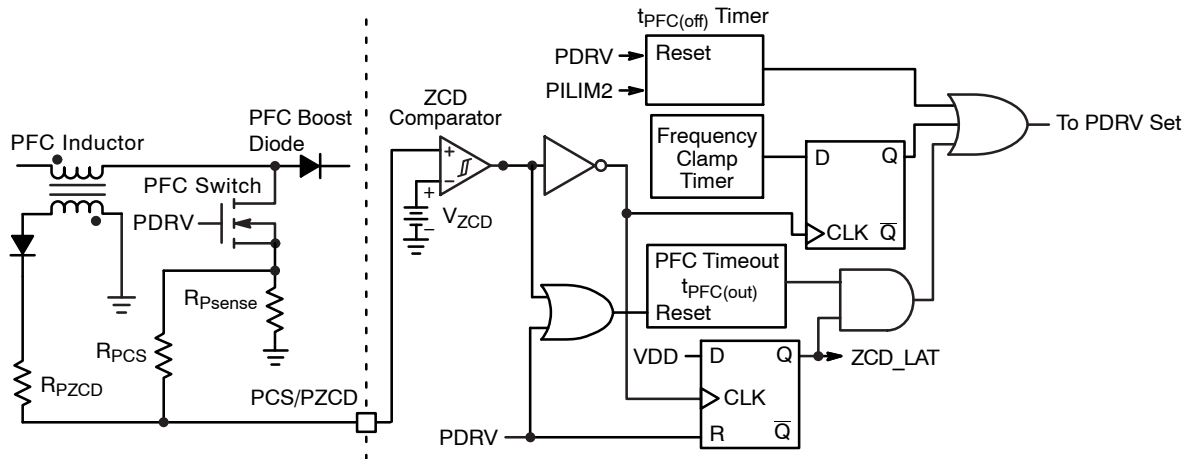 tPFC(off) Timer
PDRV
Reset
PILIM2
ZCD
Comparator
PFC Boost
Diode
PFC Inductor
To PDRV Set
Frequency
Clamp
Timer
D
Q
PFC Switch
+
−
+
−
VZCD
PDRV
CLK
Q
PFC Timeout
tPFC(out)
Reset
RPsense
RPCS
VDD
D
Q
ZCD_LAT
RPZCD
PCS/PZCD
CLK
PDRV
R
Q